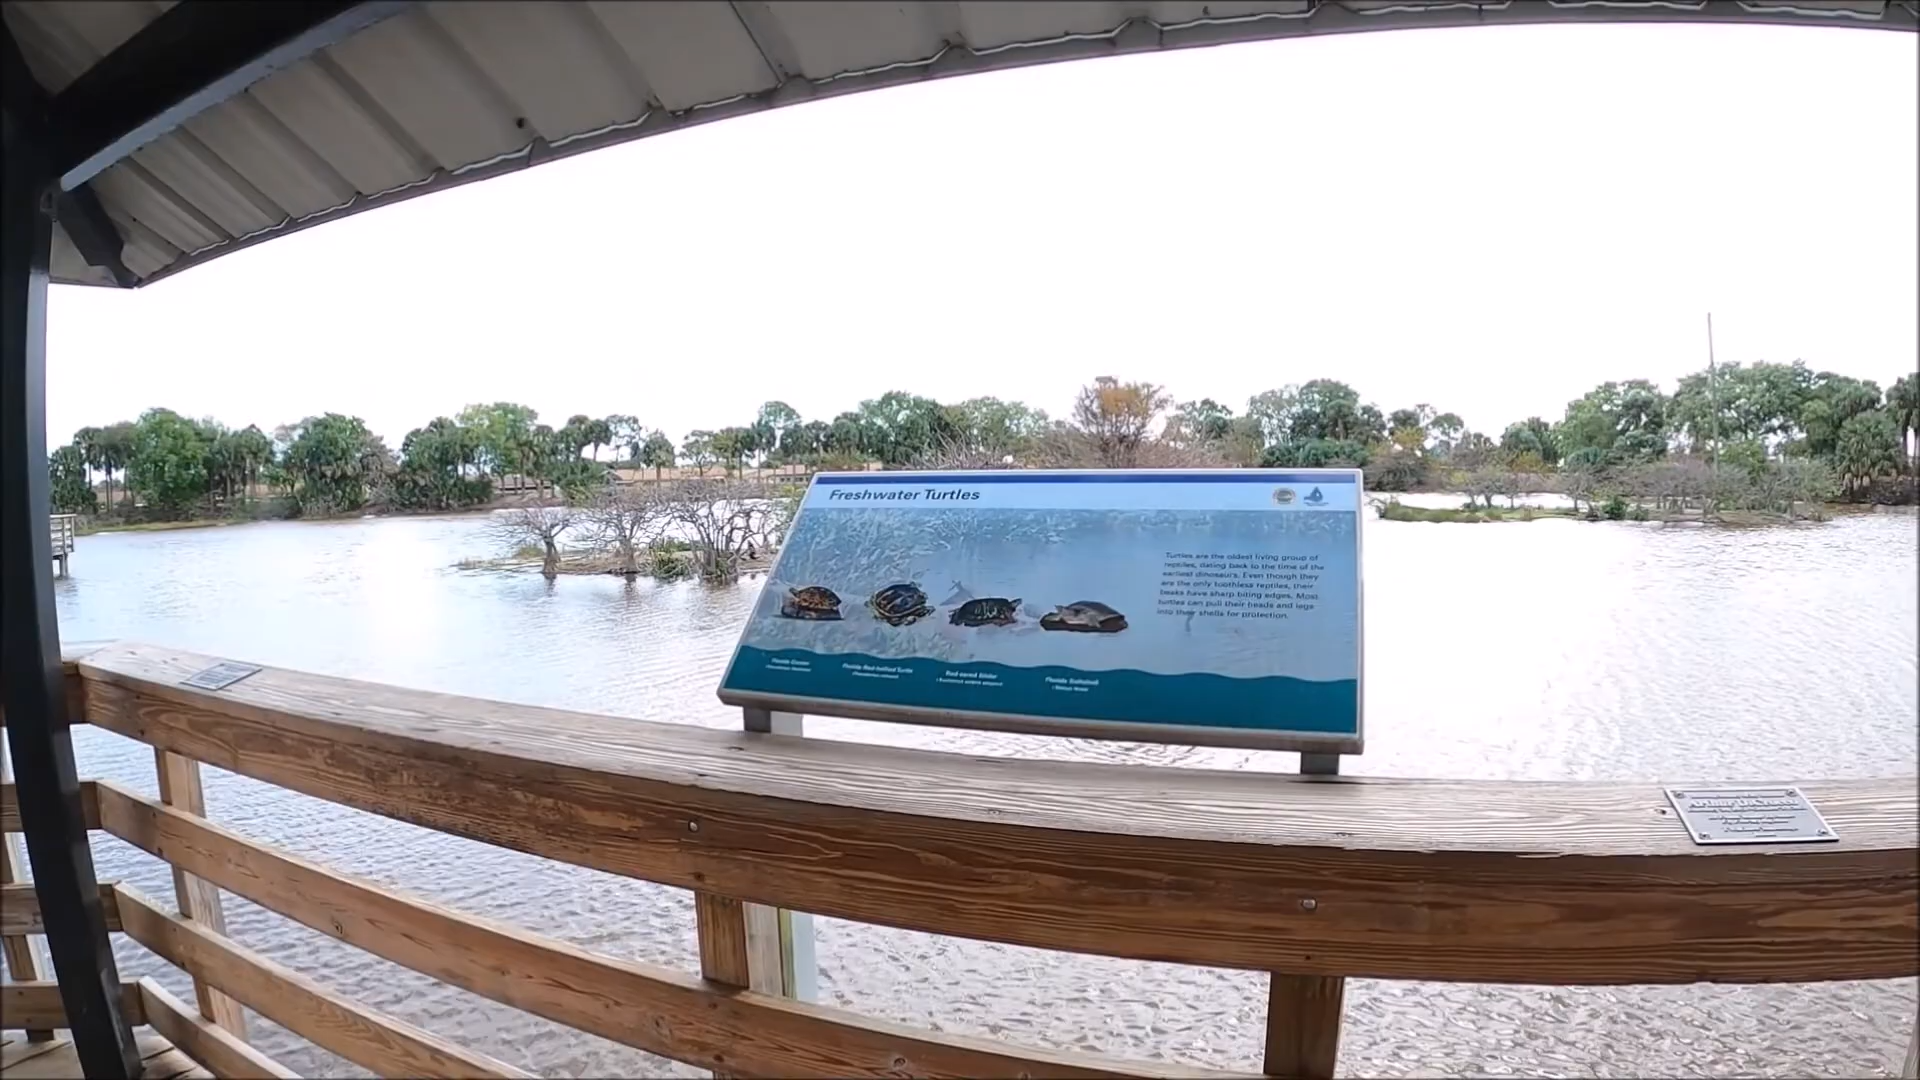 Freshwater Turtles
Turtles are the oldest living group of
reptiles, dating back to the time of the
earliest dinosaurs. Even though they
are the only toothless reptiles, their
beaks have sharp biting edges. Most
turtles can pull their heads and legs
into their shells for protection.
Florida Cooter
Florida Red-bellied Turtle
Red-eared Slider
Florida Softshell